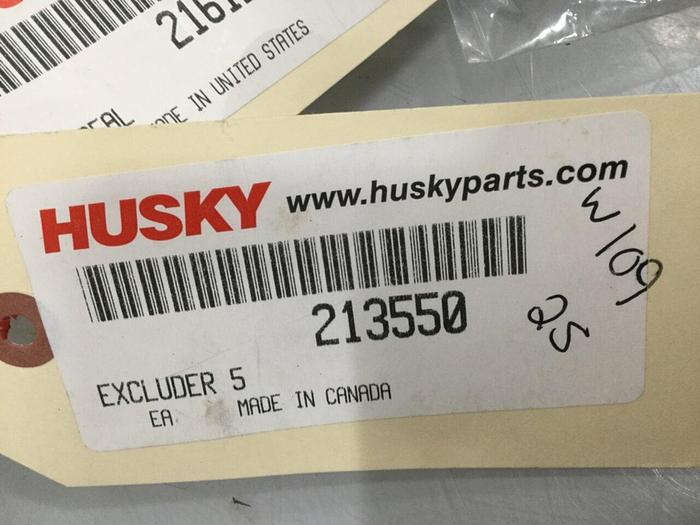 MADE IN UNITED STATES
HUSKY www.huskyparts.com
213550
W109
25
EXCLUDER 5
EA MADE IN CANADA